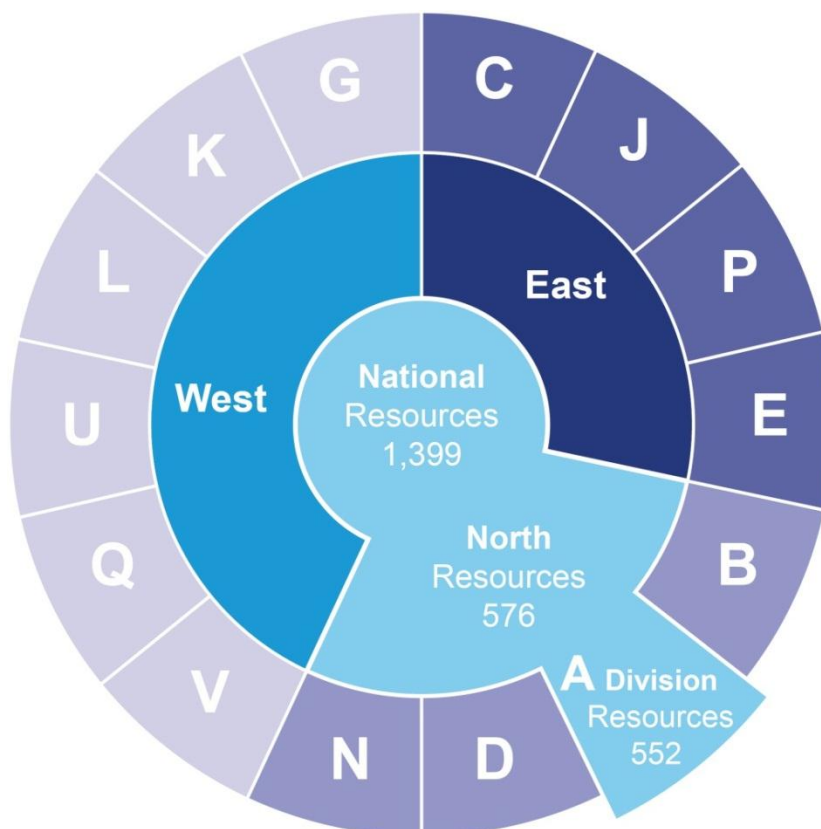 G
C
K
J
L
P
East
West
National
Resources
1,399
U
E
North
Resources
576
Q
B
A Division
Resources
552
V
N
D